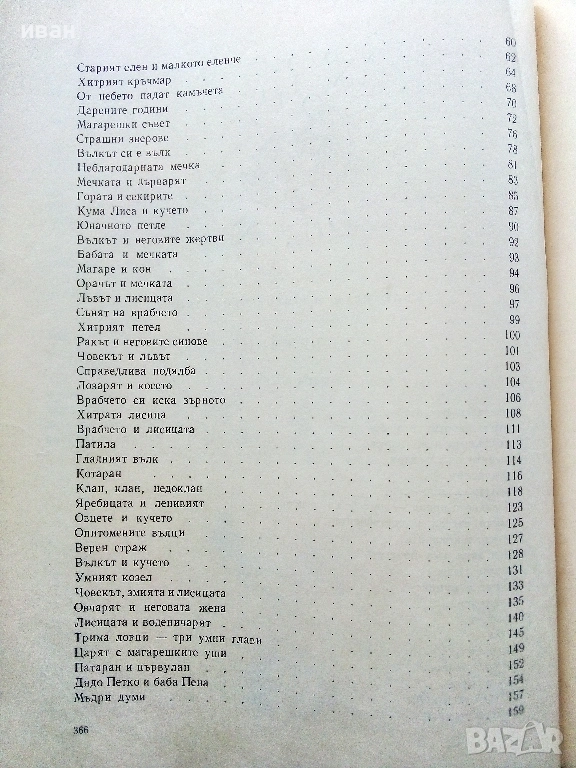 иван
Старият елен и малкото еленче 60
Хитрият кръчмар 62
От небето падат камъчета 64
Дарените години 68
Магарешки съвет 70
Страшни зверове 72
Вълкът си е вълк 76
Неблагодарната мечка 78
Мечката и дърварят 81
Гората и секирите 83
Кума Лиса и кучето 85
Юначното петле 87
Вълкът и неговите жертви 90
Бабата и мечката 92
Магаре и кон 93
Орачът и мечката 94
Лъвът и лисицата 96
Сънят на врабчето 97
Хитрият петел 99
Ракът и неговите синове 100
Човекът и лъвът 101
Справедлива подялба 103
Лозарят и косето 104
Врабчето си иска зърното 106
Хитрата лисица 108
Врабчето и лисицата 111
Патила 113
Гладният вълк 114
Котаран 116
Клан, клан, недоклан 118
Яребицата и ленивият 123
Овцете и кучето 125
Опитомените вълци 127
Верен страж 128
Вълкът и кучето 131
Умният козел 133
Човекът, змията и лисицата 135
Овчарят и неговата жена 140
Лисицата и воденичарят 145
Трима ловци — три умни глави 149
Царят с магарешките уши 152
Патаран и цървулан 154
Дядо Петко и баба Пена 157
Мъдри думи 159
366
BAZAR